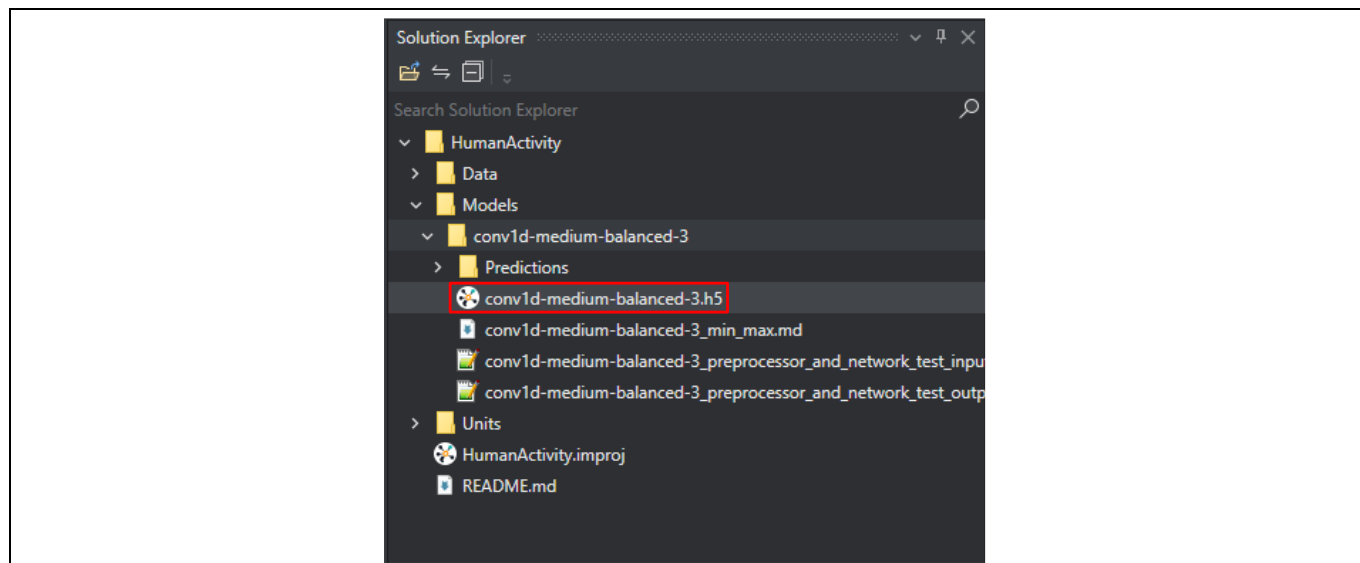 Solution Explorer
Search Solution Explorer
HumanActivity
Data
Models
conv1d-medium-balanced-3
Predictions
conv1d-medium-balanced-3.h5
conv1d-medium-balanced-3_min_max.md
conv1d-medium-balanced-3_preprocessor_and_network_test_inpu
conv1d-medium-balanced-3_preprocessor_and_network_test_outp
Units
HumanActivity.improj
README.md